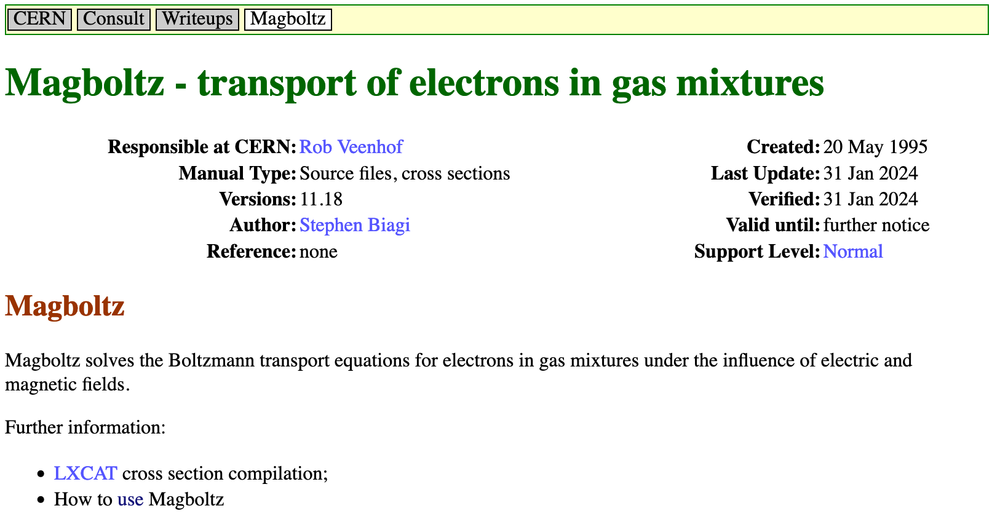 CERN Consult Writeups Magboltz
Magboltz - transport of electrons in gas mixtures
Responsible at CERN: Rob Veenhof Created: 20 May 1995
Manual Type: Source files, cross sections Last Update: 31 Jan 2024
Versions: 11.18 Verified: 31 Jan 2024
Author: Stephen Biagi Valid until: further notice
Reference: none Support Level: Normal
Magboltz
Magboltz solves the Boltzmann transport equations for electrons in gas mixtures under the influence of electric and
magnetic fields.
Further information:
• LXCAT cross section compilation;
• How to use Magboltz